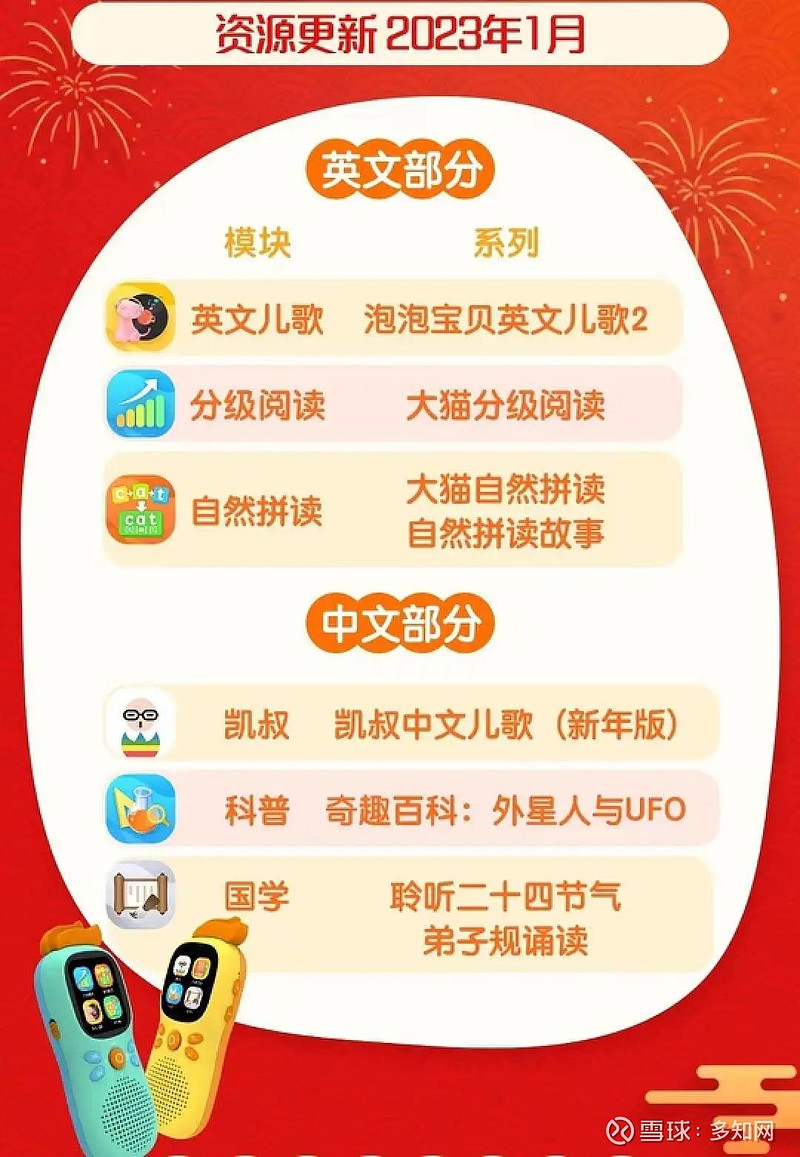 资源更新 2023年1月
英文部分
模块 系列
英文儿歌 泡泡宝贝英文儿歌2
分级阅读 大猫分级阅读
c+a+t
cat
自然拼读 大猫自然拼读
自然拼读故事
中文部分
凯叔 凯叔中文儿歌（新年版）
科普 奇趣百科：外星人与UFO
国学 聆听二十四节气
弟子规诵读
雪球：多知网